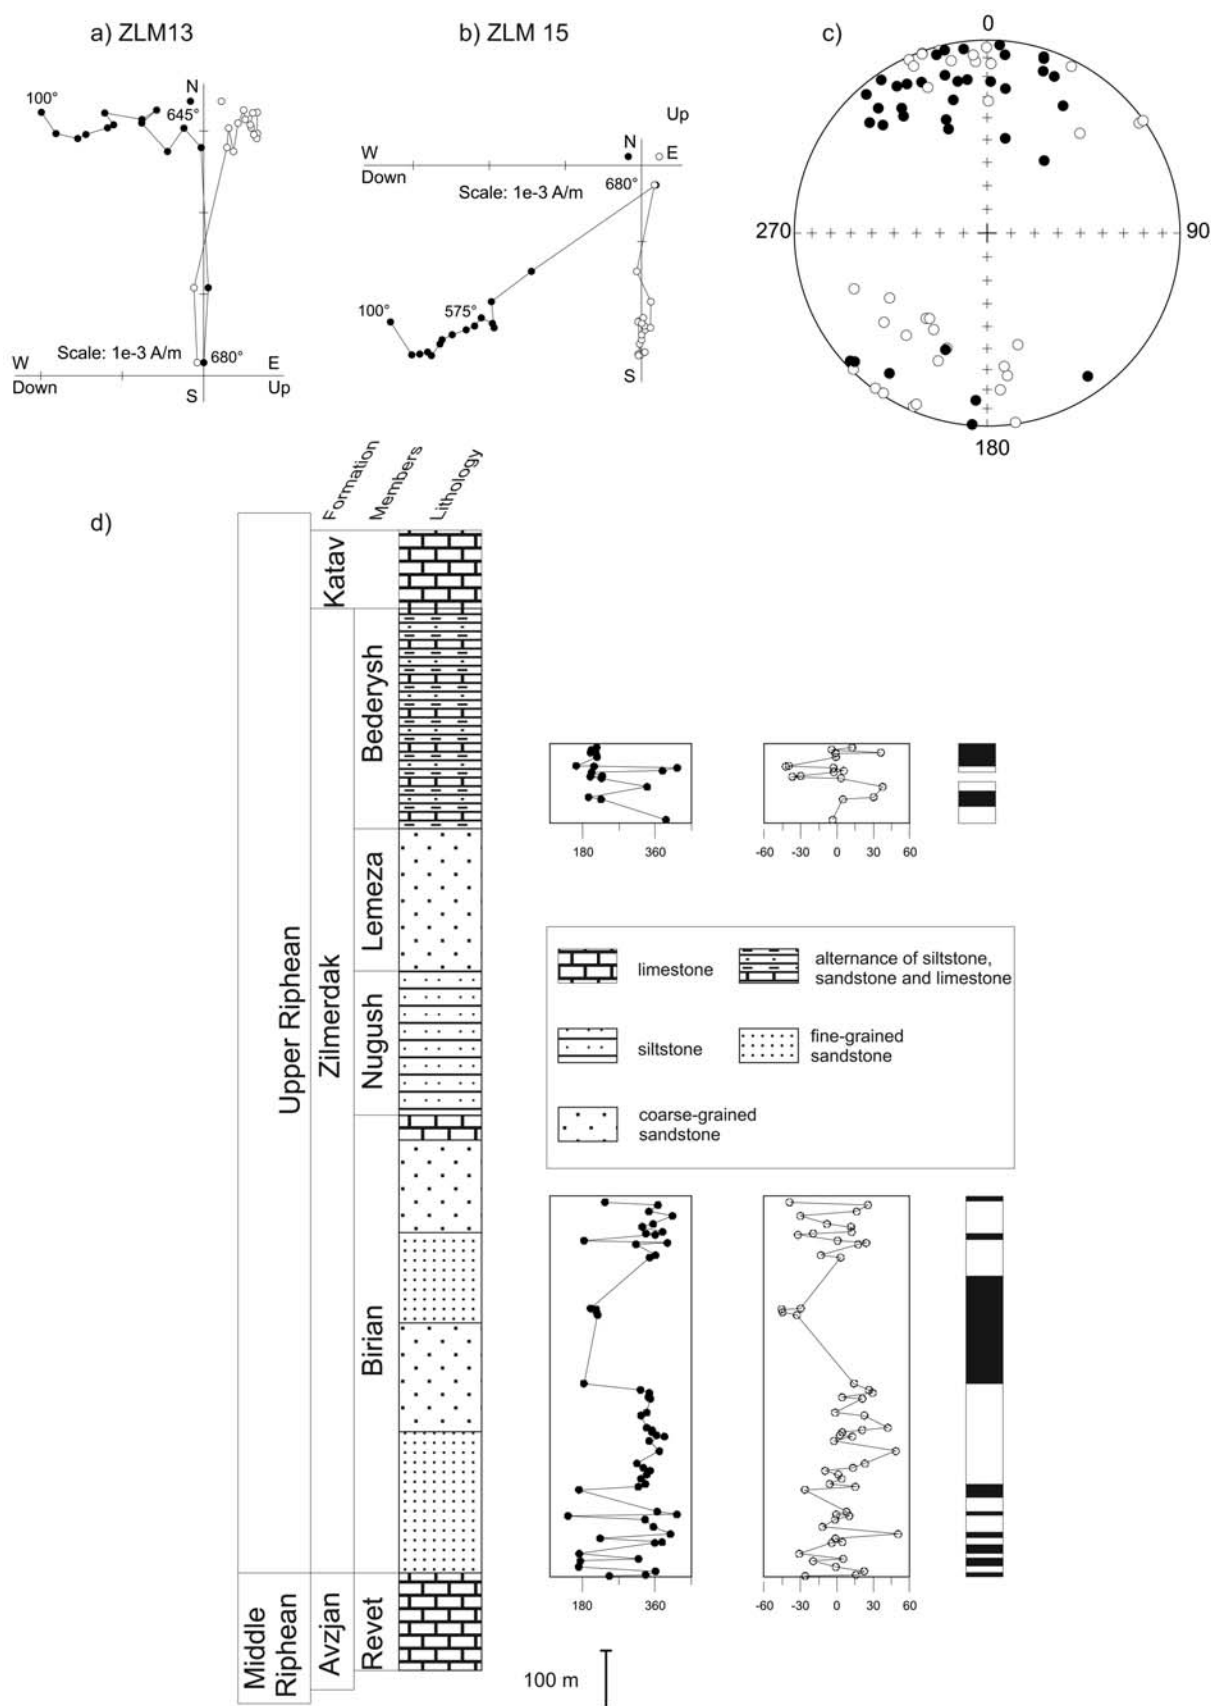 a) ZLM13
b) ZLM 15
c)
N
100°
645°
Scale: 1e-3 A/m
680°
W
E
Down
Up
S
Up
N
W
E
Down
680°
Scale: 1e-3 A/m
100°
575°
S
0
270
90
180
d)
Formation
Members
Lithology
Upper Riphean
Middle
Riphean
Katav
Zilmerdak
Avzjan
Bederysh
Lemeza
Nugush
Birian
Revet
180
360
-60
-30
0
30
60
limestone
alternance of siltstone,
sandstone and limestone
siltstone
fine-grained
sandstone
coarse-grained
sandstone
180
360
-60
-30
0
30
60
100 m